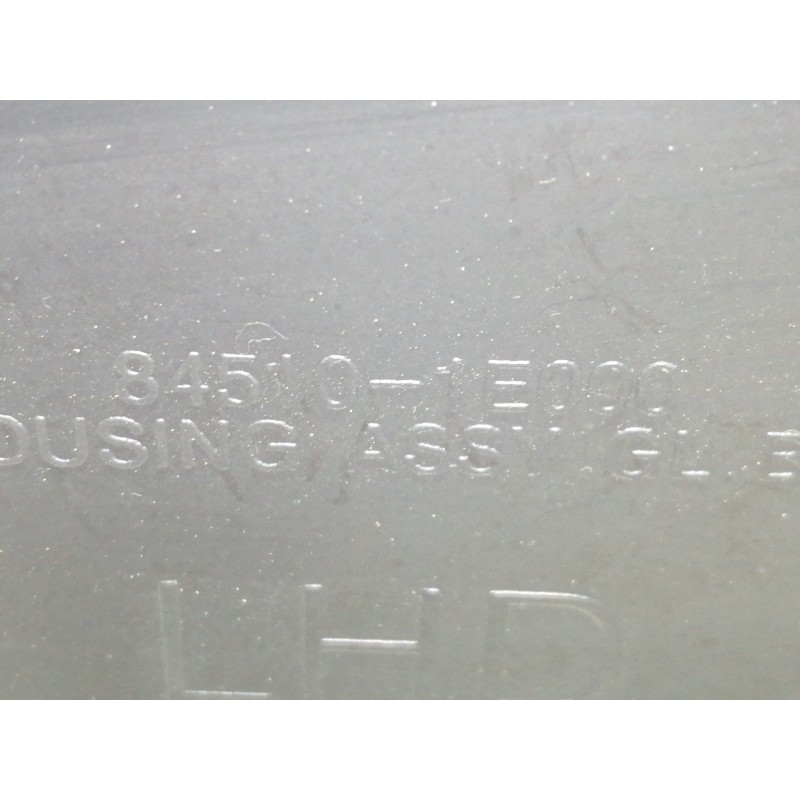 84510-1E000
OUSING ASSY GL B
LHD